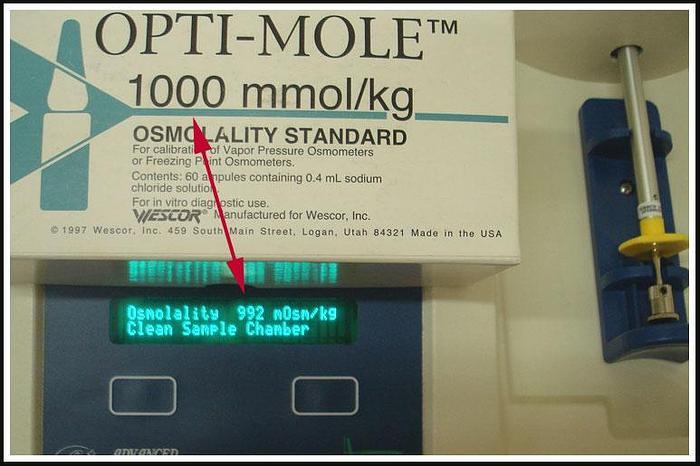 OPTI-MOLE™
1000 mmol/kg
OSMOLALITY STANDARD
For calibration of Vapor Pressure Osmometers
or Freezing Point Osmometers.
Contents: 60 ampules containing 0.4 mL sodium
chloride solution.
For in vitro diagnostic use.
WESCOR® Manufactured for Wescor, Inc.
© 1997 Wescor, Inc. 459 South Main Street, Logan, Utah 84321 Made in the USA
Osmolality 992 mOsm/kg
Clean Sample Chamber
ADVANCED